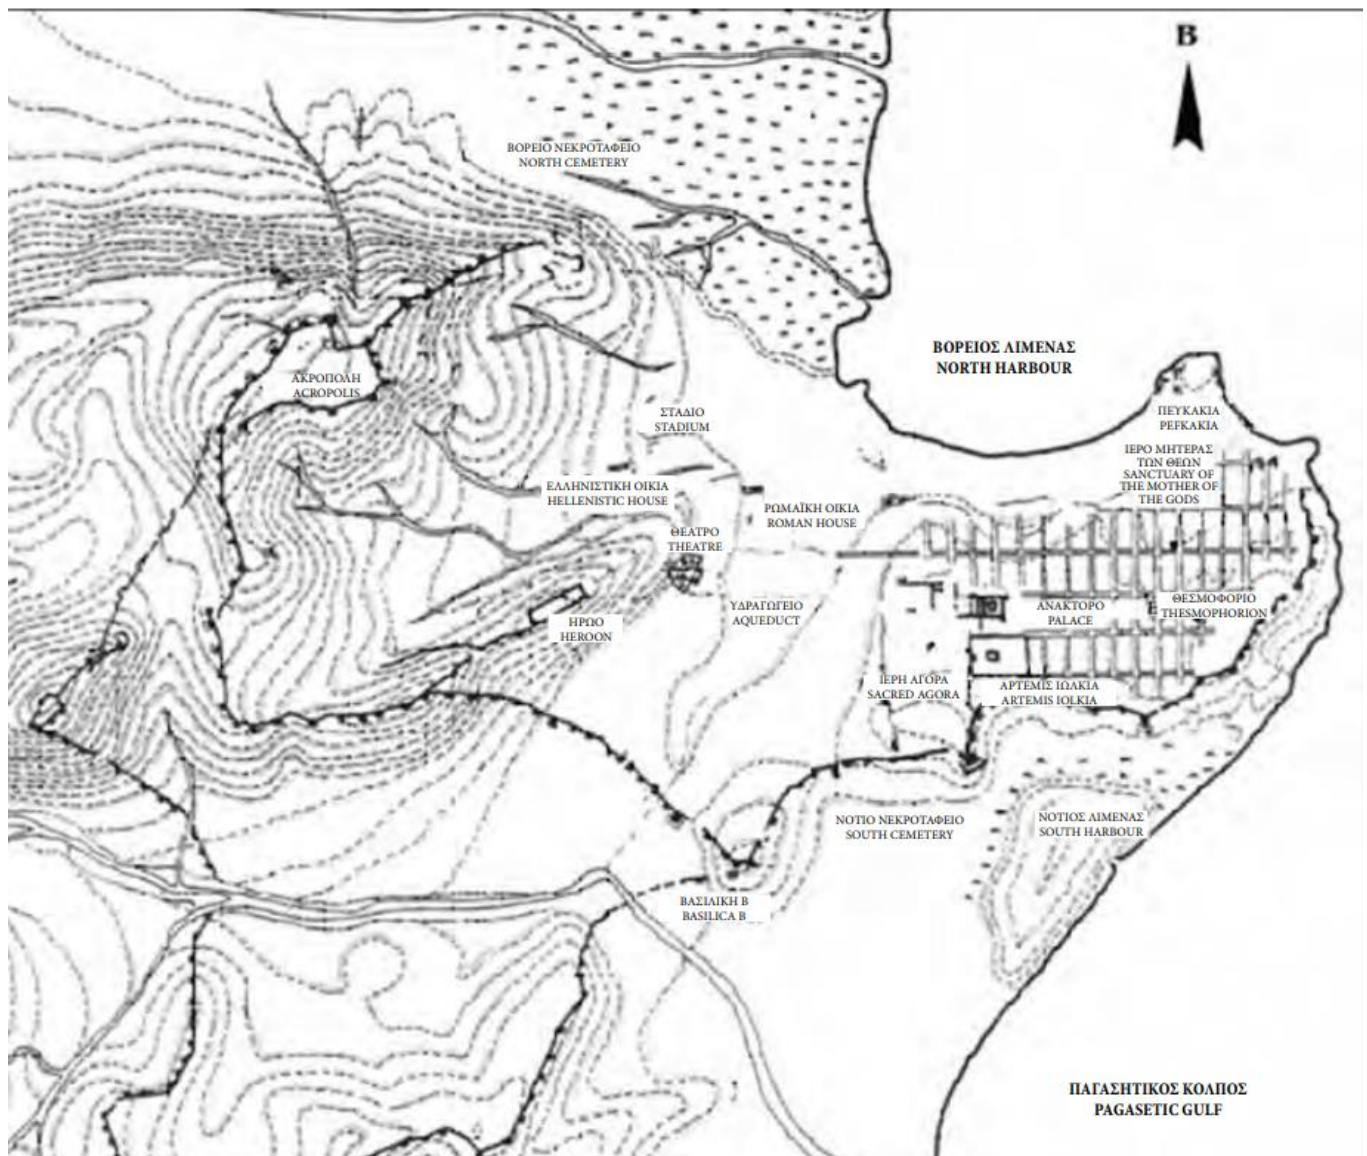 B
ΒΟΡΕΙΟ ΝΕΚΡΟΤΑΦΕΙΟ
NORTH CEMETERY
ΒΟΡΕΙΟΣ ΛΙΜΕΝΑΣ
NORTH HARBOUR
ΑΚΡΟΠΟΛΗ
ACROPOLIS
ΣΤΑΔΙΟ
STADIUM
ΠΕΥΚΑΚΙΑ
PEFKAKIA
ΙΕΡΟ ΜΗΤΕΡΑΣ
ΤΩΝ ΘΕΩΝ
SANCTUARY OF
THE MOTHER OF
THE GODS
ΕΛΛΗΝΙΣΤΙΚΗ ΟΙΚΙΑ
HELLENISTIC HOUSE
ΡΩΜΑΪΚΗ ΟΙΚΙΑ
ROMAN HOUSE
ΘΕΑΤΡΟ
THEATRE
ΗΡΩΟ
HEROON
ΥΔΡΑΓΩΓΕΙΟ
AQUEDUCT
ΑΝΑΚΤΟΡΟ
PALACE
ΘΕΣΜΟΦΟΡΙΟ
THESMOPHORION
ΙΕΡΗ ΑΓΟΡΑ
SACRED AGORA
ΑΡΤΕΜΙΣ ΙΩΛΚΙΑ
ARTEMIS IOLKIA
ΝΟΤΙΟ ΝΕΚΡΟΤΑΦΕΙΟ
SOUTH CEMETERY
ΝΟΤΙΟΣ ΛΙΜΕΝΑΣ
SOUTH HARBOUR
ΒΑΣΙΛΙΚΗ Β
BASILICA B
ΠΑΓΑΣΗΤΙΚΟΣ ΚΟΛΠΟΣ
PAGASETIC GULF